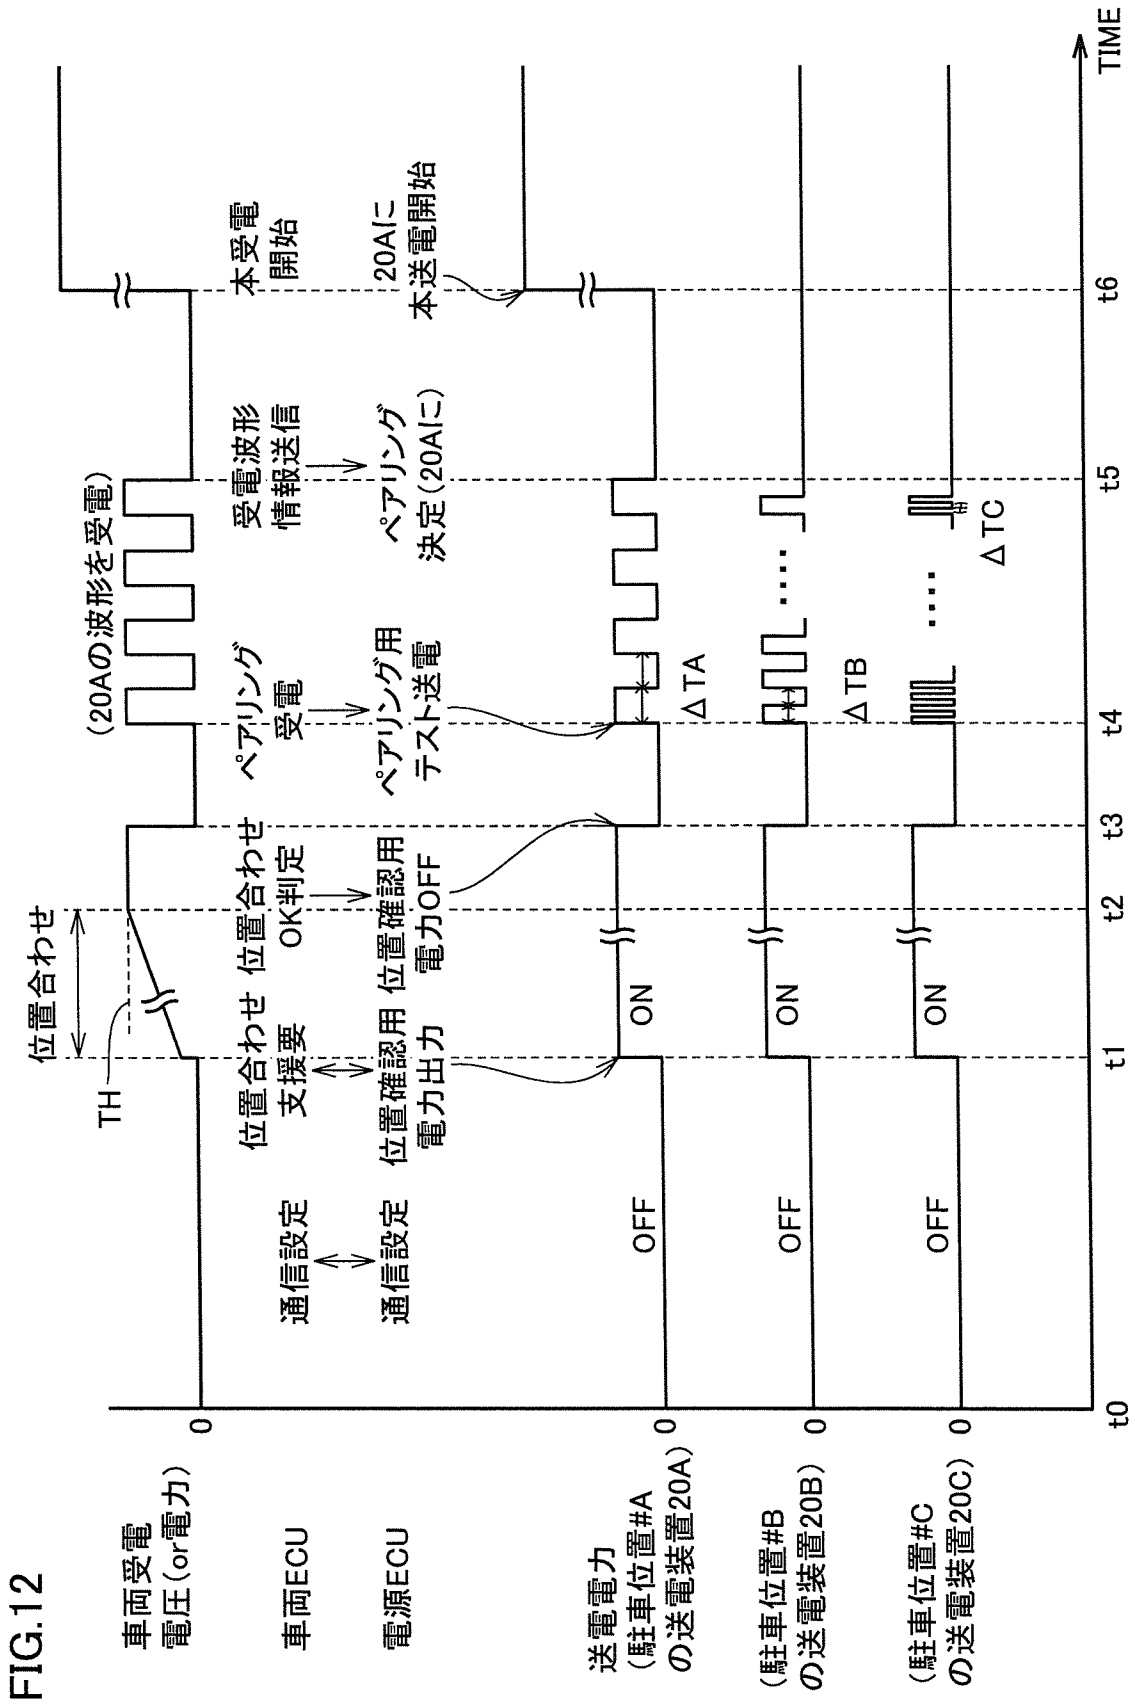 FIG.12
車両受電
電圧(or電力)
0
TH
位置合わせ
(20Aの波形を受電)
車両ECU
通信設定
位置合わせ
支援要
位置合わせ
OK判定
ペアリング
受電
受電波形
情報送信
本受電
開始
電源ECU
通信設定
位置確認用
電力出力
位置確認用
電力OFF
ペアリング用
テスト送電
ペアリング
決定(20Aに)
20Aに
本送電開始
送電電力
(駐車位置#A
の送電装置20A)
0
OFF
ON
△TA
(駐車位置#B
の送電装置20B)
0
OFF
ON
△TB
(駐車位置#C
の送電装置20C)
0
OFF
ON
△TC
t0
t1
t2
t3
t4
t5
t6
TIME